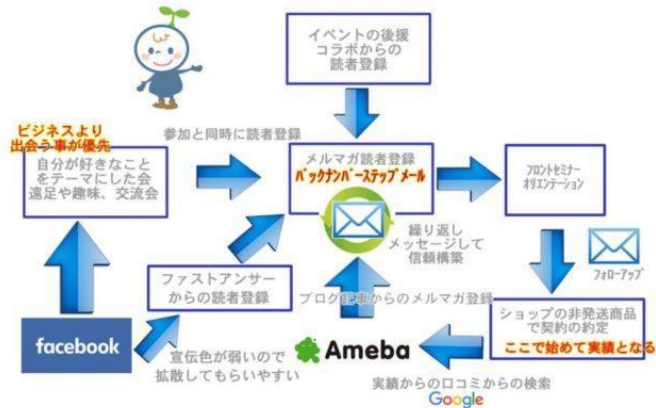 イベントの後援
コラボからの
読者登録
ビジネスより
出会う事が優先
自分が好きなこと
をテーマにした会
遠足や趣味、交流会
参加と同時に読者登録
メルマガ読者登録
バックナンバーステップメール
フロントセミナー
オリエンテーション
繰り返し
メッセージして
信頼構築
フォローアップ
ファストアンサー
からの読者登録
ブログ記事からのメルマガ登録
ショップの非発送商品
で契約の約定
ここで始めて実績となる
facebook
宣伝色が弱いので
拡散してもらいやすい
Ameba
実績からの口コミからの検索
Google